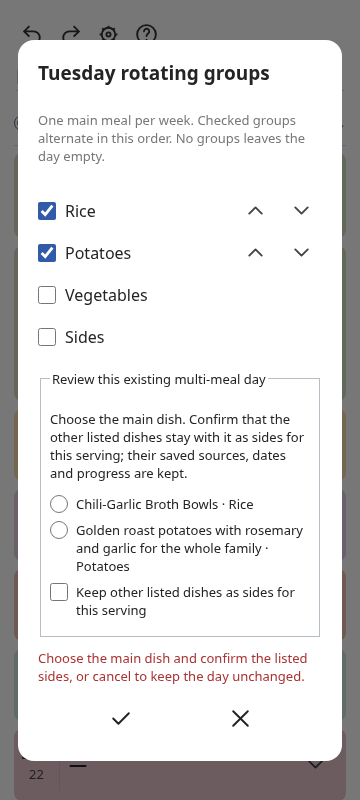 Tuesday rotating groups
One main meal per week. Checked groups
alternate in this order. No groups leaves the
day empty.
Rice
Potatoes
Vegetables
Sides
Review this existing multi-meal day
Choose the main dish. Confirm that the
other listed dishes stay with it as sides for
this serving; their saved sources, dates
and progress are kept.
Chili-Garlic Broth Bowls · Rice
Golden roast potatoes with rosemary
and garlic for the whole family ·
Potatoes
Keep other listed dishes as sides for
this serving
Choose the main dish and confirm the listed
sides, or cancel to keep the day unchanged.
22